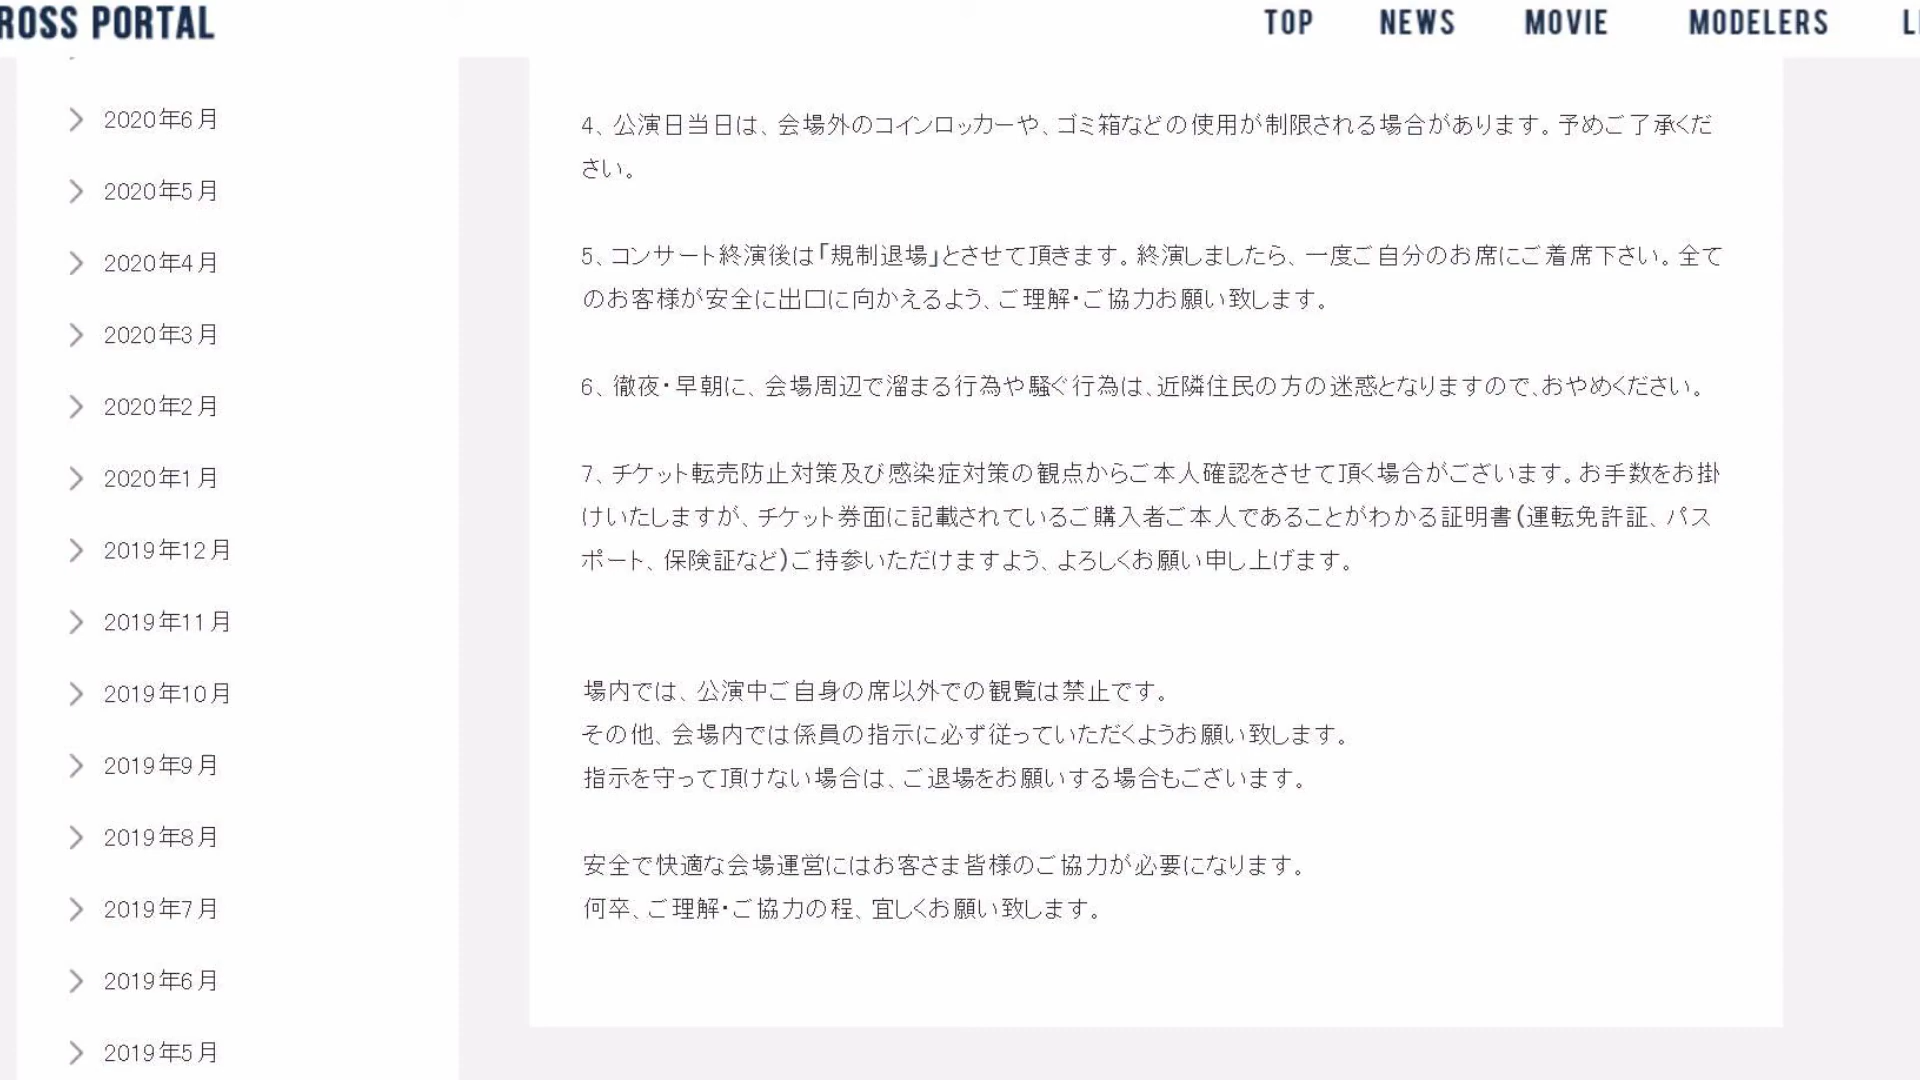 ROSS PORTAL
TOP
NEWS
MOVIE
MODELERS
2020年6月
2020年5月
2020年4月
2020年3月
2020年2月
2020年1月
2019年12月
2019年11月
2019年10月
2019年9月
2019年8月
2019年7月
2019年6月
2019年5月
4、公演日当日は、会場外のコインロッカーや、ゴミ箱などの使用が制限される場合があります。予めご了承くだ
さい。
5、コンサート終演後は「規制退場」とさせて頂きます。終演しましたら、一度ご自分のお席にご着席下さい。全て
のお客様が安全に出口に向かえるよう、ご理解・ご協力お願い致します。
6、徹夜・早朝に、会場周辺で溜まる行為や騒ぐ行為は、近隣住民の方の迷惑となりますので、おやめください。
7、チケット転売防止対策及び感染症対策の観点からご本人確認をさせて頂く場合がございます。お手数をお掛
けいたしますが、チケット券面に記載されているご購入者ご本人であることがわかる証明書(運転免許証、パス
ポート、保険証など)ご持参いただけますよう、よろしくお願い申し上げます。
場内では、公演中ご自身の席以外での観覧は禁止です。
その他、会場内では係員の指示に必ず従っていただくようお願い致します。
指示を守って頂けない場合は、ご退場をお願いする場合もございます。
安全で快適な会場運営にはお客さま皆様のご協力が必要になります。
何卒、ご理解・ご協力の程、宜しくお願い致します。